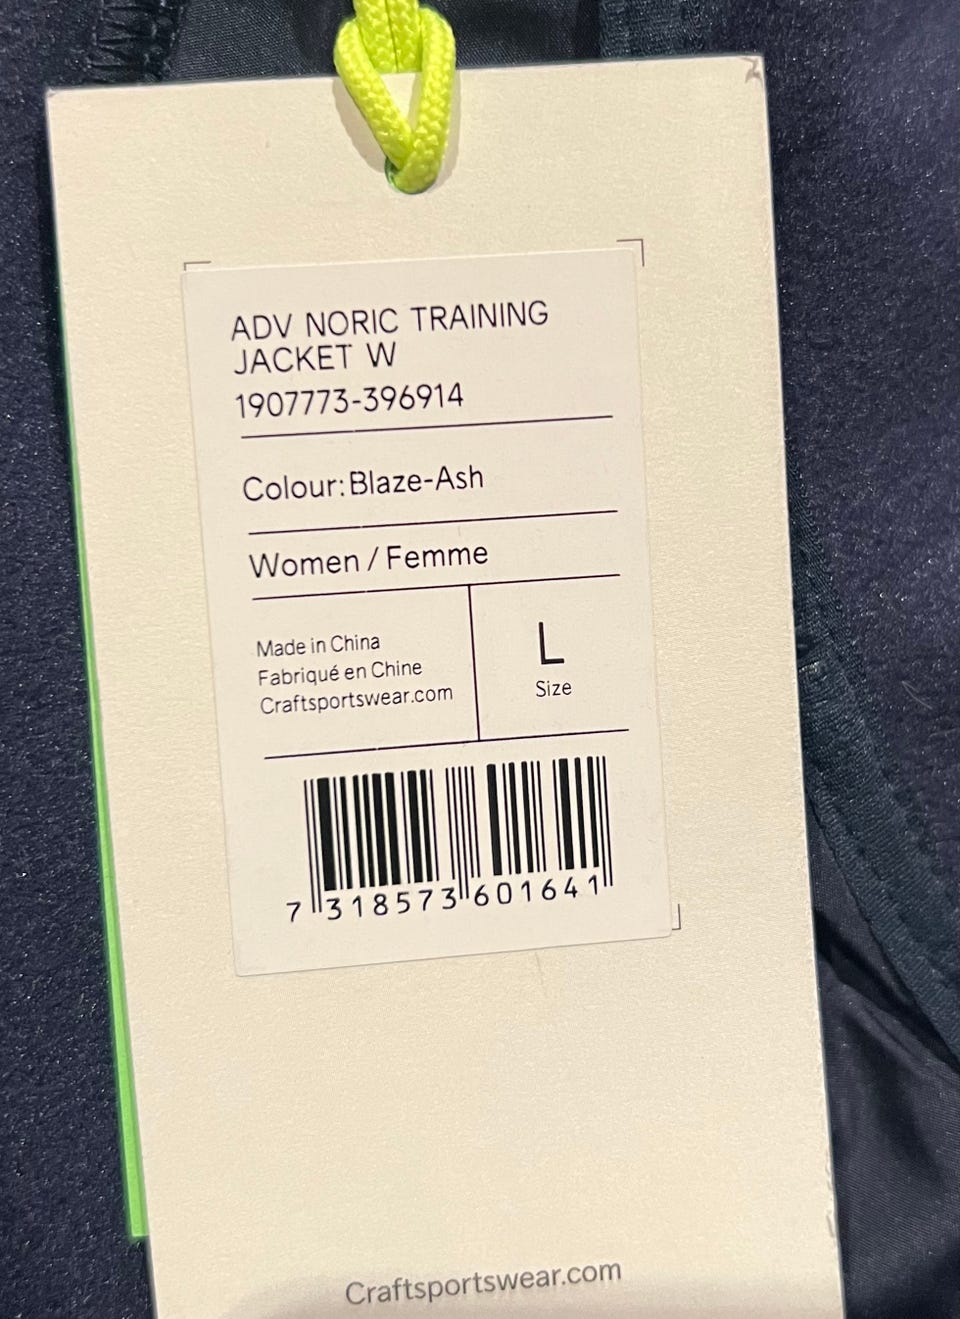 ADV NORIC TRAINING
JACKET W
1907773-396914
Colour:Blaze-Ash
Women / Femme
Made in China
Fabriqué en Chine
Craftsportswear.com
L
Size
7 318573 601641
Craftsportswear.com